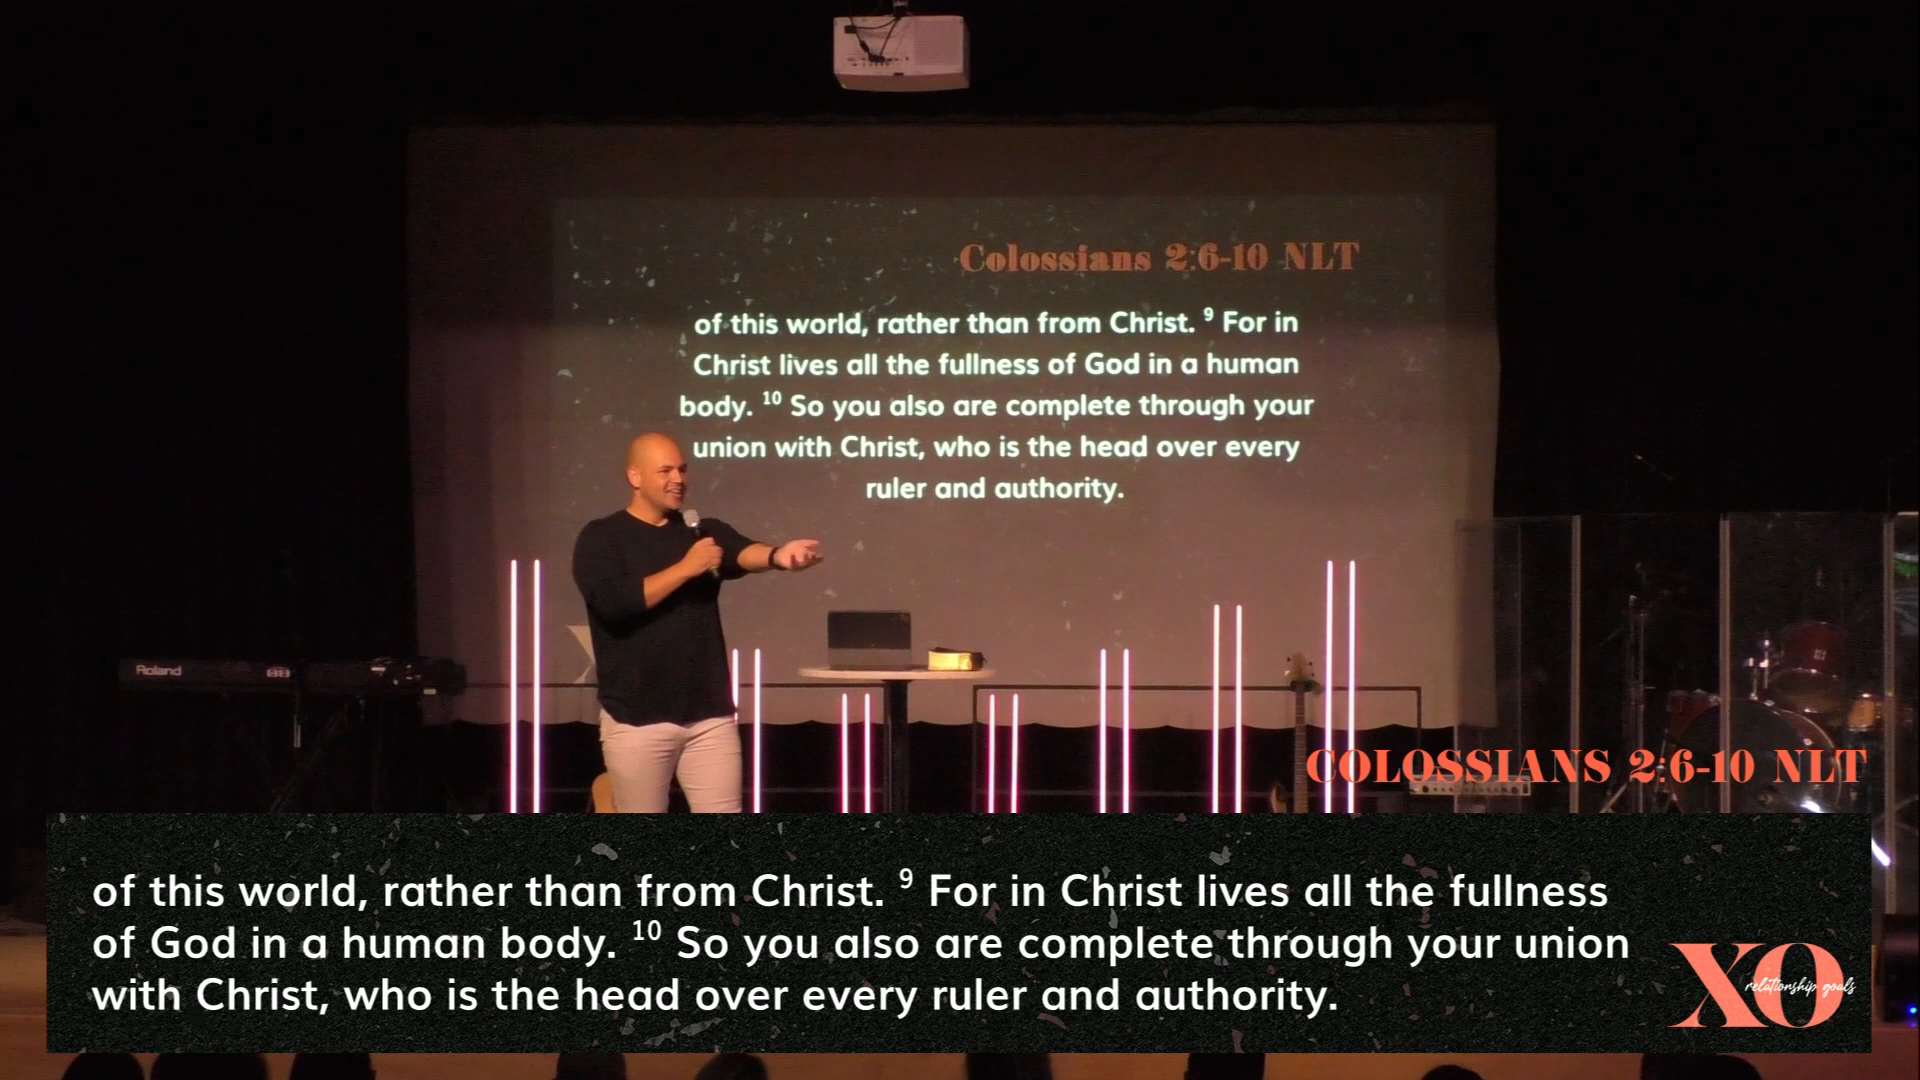 Colossians 2:6-10 NLT
of this world, rather than from Christ. ⁹ For in
Christ lives all the fullness of God in a human
body. ¹⁰ So you also are complete through your
union with Christ, who is the head over every
ruler and authority.
Roland
COLOSSIANS 2:6-10 NLT
of this world, rather than from Christ. ⁹ For in Christ lives all the fullness
of God in a human body. ¹⁰ So you also are complete through your union
with Christ, who is the head over every ruler and authority.
XO
relationship goals